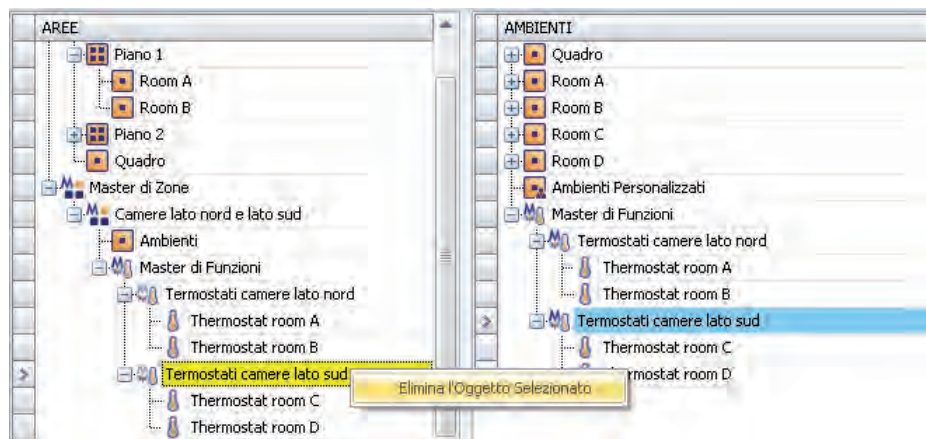 AREE
Piano 1
Room A
Room B
Piano 2
Quadro
Master di Zone
Camere lato nord e lato sud
Ambienti
Master di Funzioni
Termostati camere lato nord
Thermostat room A
Thermostat room B
Termostati camere lato sud
Elimina l'Oggetto Selezionato
Thermostat room C
Thermostat room D
AMBIENTI
Quadro
Room A
Room B
Room C
Room D
Ambienti Personalizzati
Master di Funzioni
Termostati camere lato nord
Thermostat room A
Thermostat room B
Termostati camere lato sud
Thermostat room C
rmostat room D